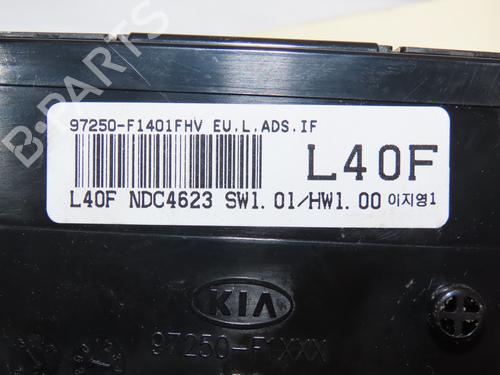 97250-F1401FHV EU.L.ADS.IF
L40F
L40F NDC4623 SW1.01/HW1.00 이지영1
KIA
97250-F1XXX
B-PARTS